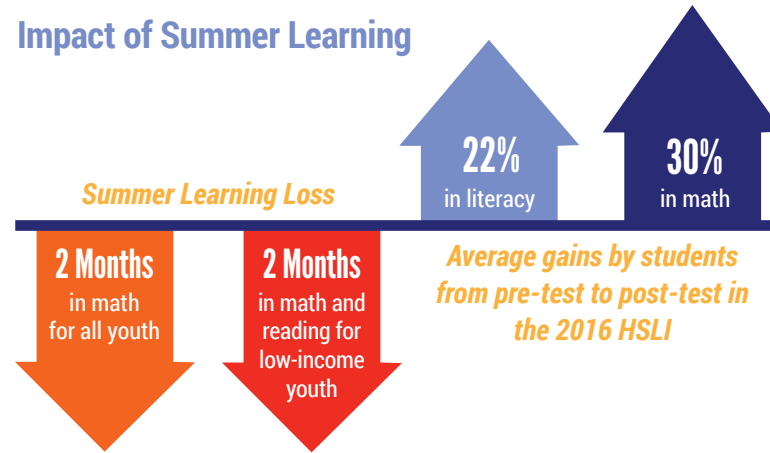 Impact of Summer Learning
Summer Learning Loss
2 Months
in math
for all youth
2 Months
in math and
reading for
low-income
youth
22%
in literacy
30%
in math
Average gains by students
from pre-test to post-test in
the 2016 HSLI